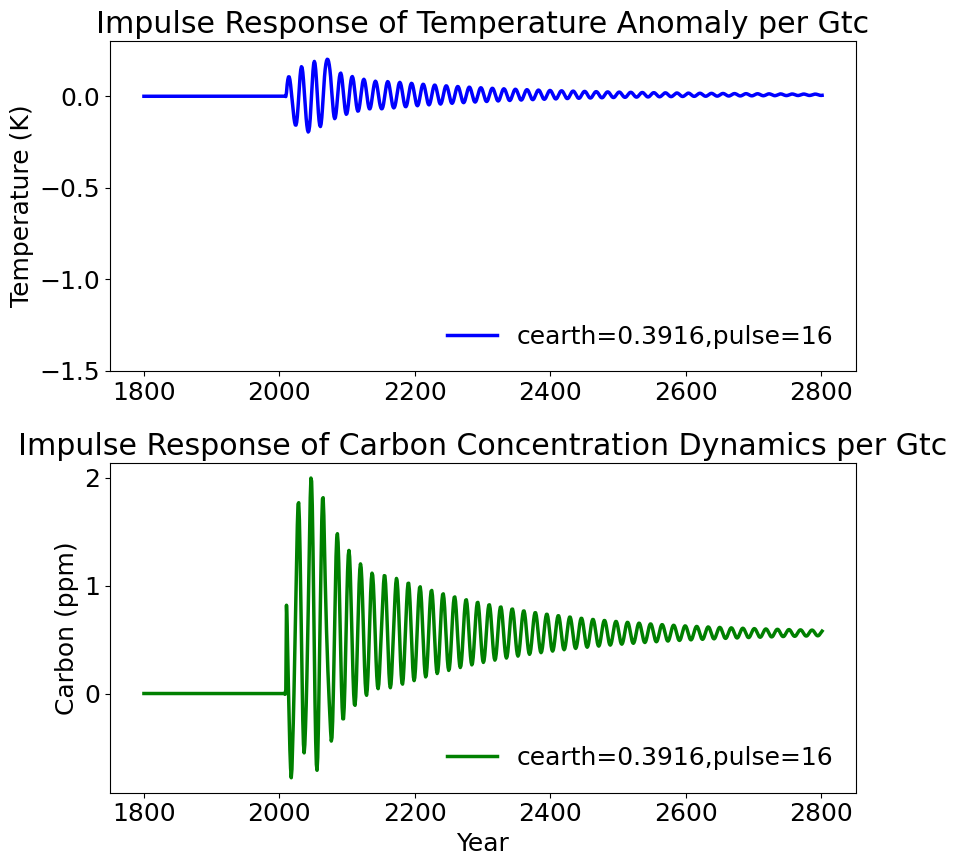 Impulse Response of Temperature Anomaly per Gtc
Temperature (K)
0.0
−0.5
−1.0
−1.5
cearth=0.3916,pulse=16
1800 2000 2200 2400 2600 2800
Impulse Response of Carbon Concentration Dynamics per Gtc
Carbon (ppm)
2
1
0
cearth=0.3916,pulse=16
1800 2000 2200 2400 2600 2800
Year